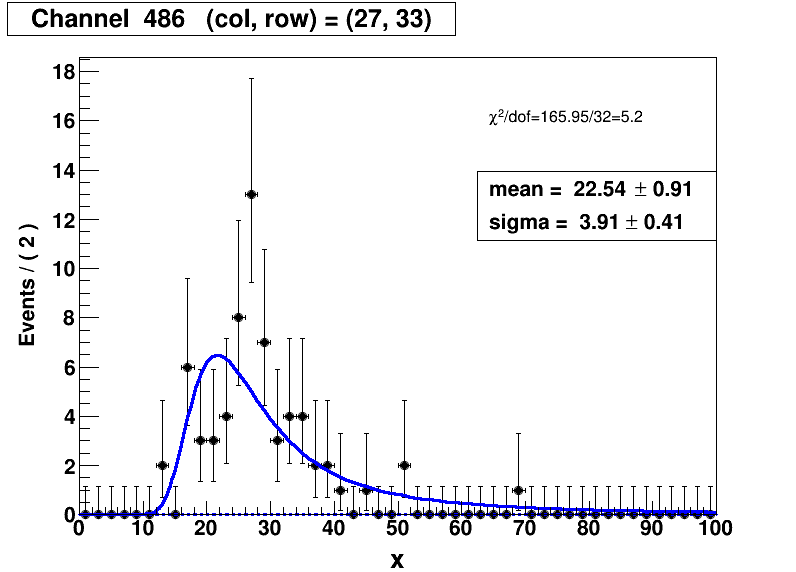 Channel 486 (col, row) = (27, 33)
18
16
14
12
10
8
6
4
2
0
Events / ( 2 )
χ²/dof=165.95/32=5.2
mean = 22.54 ± 0.91
sigma = 3.91 ± 0.41
0 10 20 30 40 50 60 70 80 90 100
x